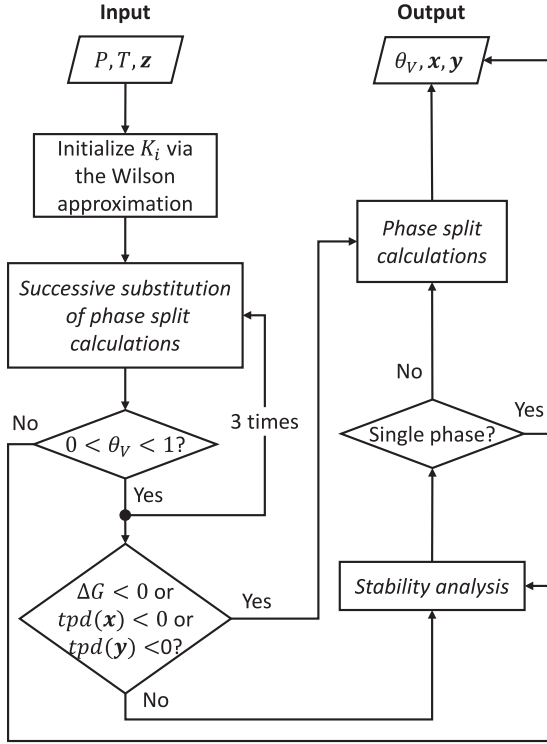 Input
P, T, z
Initialize Kᵢ via
the Wilson
approximation
Successive substitution
of phase split
calculations
3 times
No
0 < θ_V < 1?
Yes
ΔG < 0 or
tpd(x) < 0 or
tpd(y) <0?
Yes
No
Output
θ_V, x, y
Phase split
calculations
No
Single phase?
Yes
Stability analysis